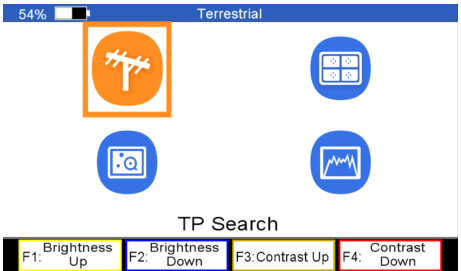 54% Terrestrial
TP Search
F1: Brightness Up F2: Brightness Down F3: Contrast Up F4: Contrast Down